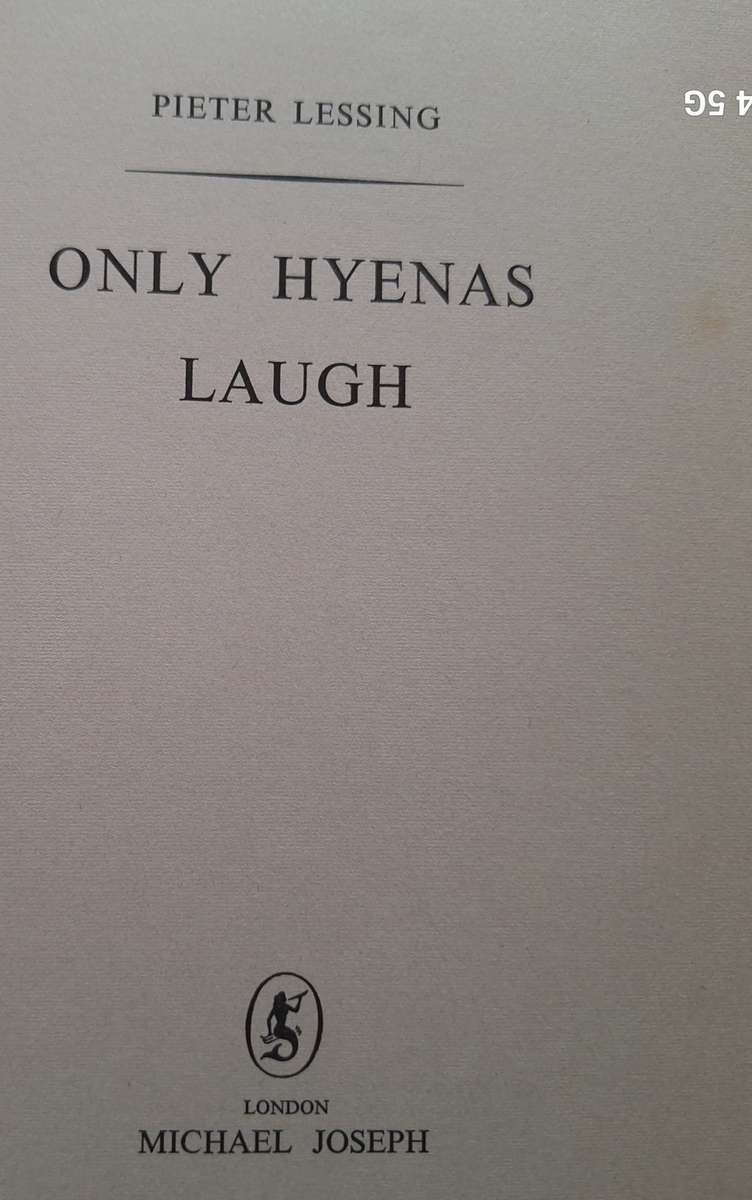 PIETER LESSING
ONLY HYENAS
LAUGH
LONDON
MICHAEL JOSEPH